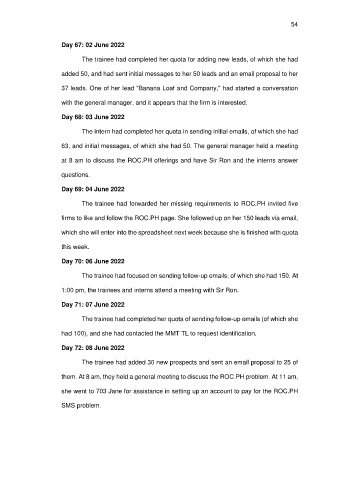 54
Day 67: 02 June 2022
The trainee had completed her quota for adding new leads, of which she had
added 50, and had sent initial messages to her 50 leads and an email proposal to her
37 leads. One of her lead "Banana Loaf and Company," had started a conversation
with the general manager, and it appears that the firm is interested.
Day 68: 03 June 2022
The intern had completed her quota in sending initial emails, of which she had
63, and initial messages, of which she had 50. The general manager held a meeting
at 8 am to discuss the ROC.PH offerings and have Sir Ron and the interns answer
questions.
Day 69: 04 June 2022
The trainee had forwarded her missing requirements to ROC.PH invited five
firms to like and follow the ROC.PH page. She followed up on her 150 leads via email,
which she will enter into the spreadsheet next week because she is finished with quota
this week.
Day 70: 06 June 2022
The trainee had focused on sending follow-up emails, of which she had 150. At
1:00 pm, the trainees and interns attend a meeting with Sir Ron.
Day 71: 07 June 2022
The trainee had completed her quota of sending follow-up emails (of which she
had 100), and she had contacted the MMT TL to request identification.
Day 72: 08 June 2022
The trainee had added 30 new prospects and sent an email proposal to 25 of
them. At 8 am, they held a general meeting to discuss the ROC.PH problem. At 11 am,
she went to 703 Jane for assistance in setting up an account to pay for the ROC.PH
SMS problem.